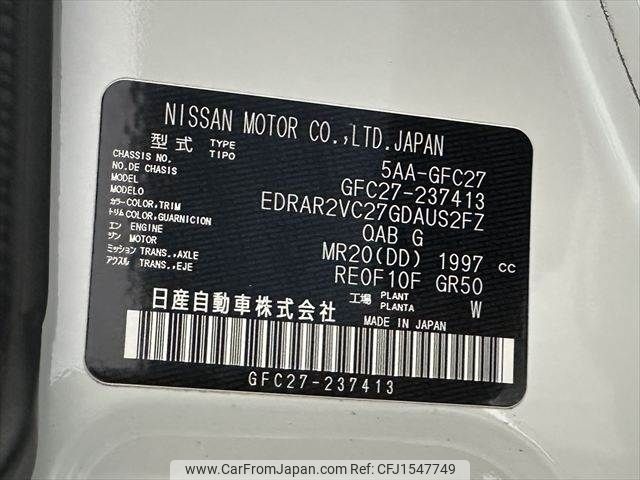 NISSAN MOTOR CO.,LTD.JAPAN
型式 TYPE TIPO 5AA-GFC27
CHASSIS NO. NO.DE CHASIS GFC27-237413
MODEL MODELO EDRAR2VC27GDAUS2FZ
カラー COLOR,TRIM トリム COLOR,GUARNICION QAB G
エン ENGINE ジン MOTOR MR20(DD) 1997 cc
ミッション TRANS.,AXLE アクスル TRANS.,EJE RE0F10F GR50
日産自動車株式会社 工場 PLANT PLANTA W
MADE IN JAPAN
GFC27-237413
www.CarFromJapan.com | Car From Japan | REF CFJ1547749